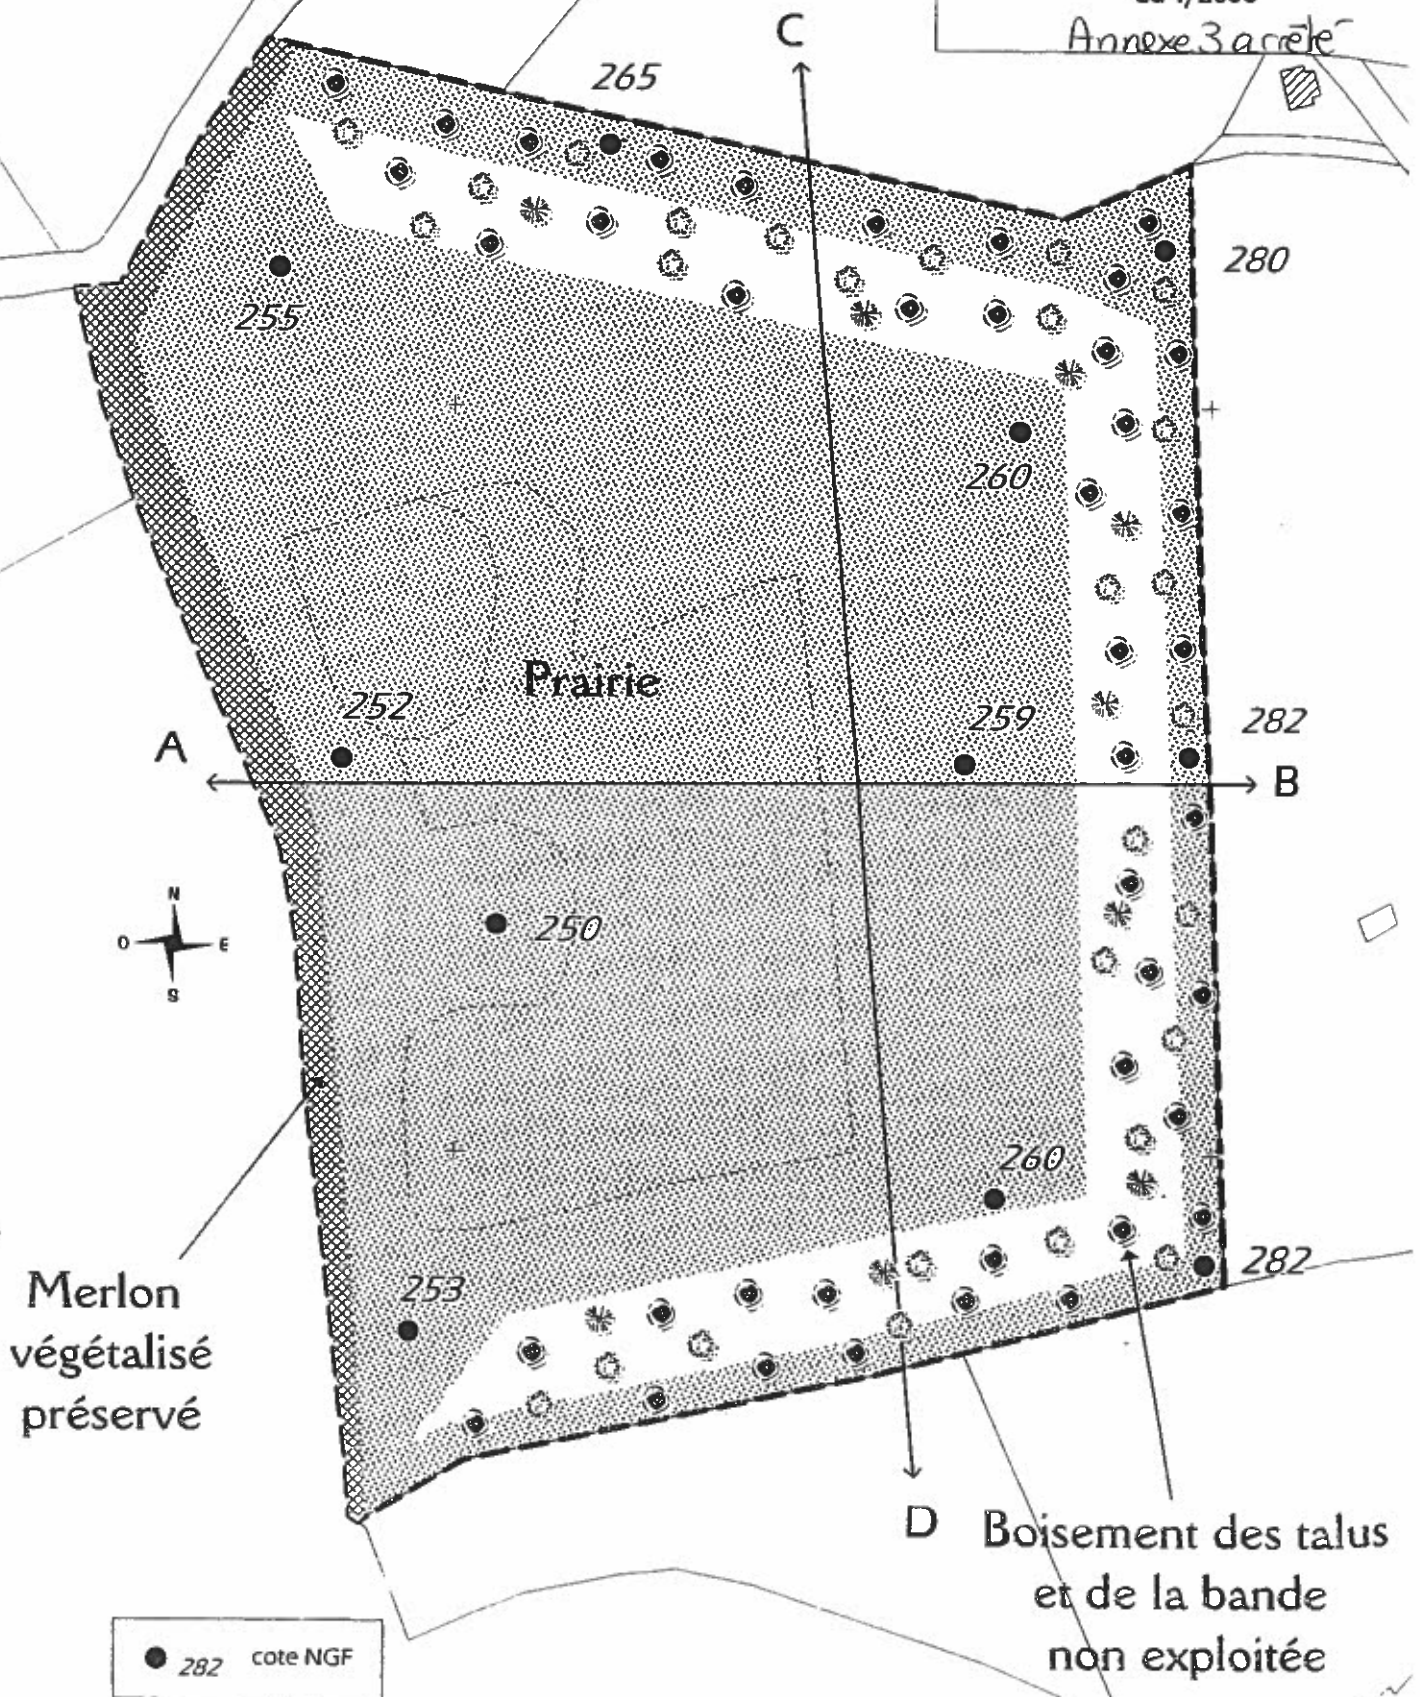 Annexe 3 arrêté
C
265
280
255
260
Prairie
252
259
282
A
B
N
O
E
S
250
260
282
253
Merlon
végétalisé
préservé
D
Boisement des talus
et de la bande
non exploitée
282 cote NGF